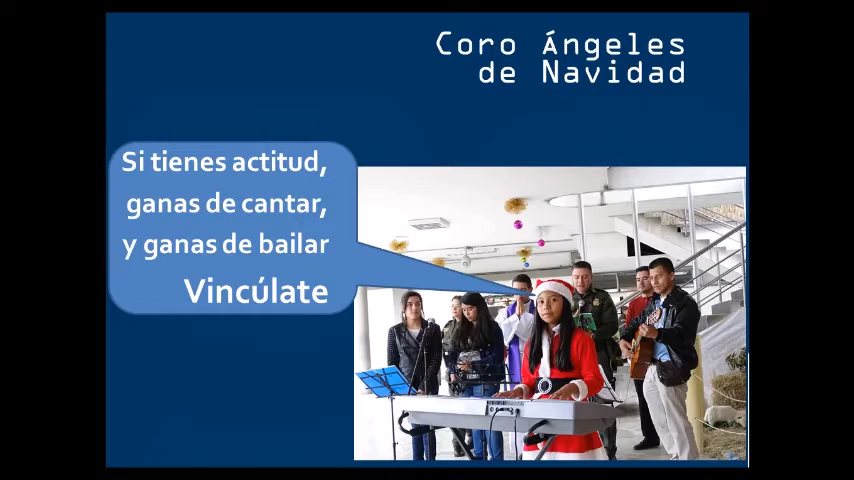 Coro Ángeles
de Navidad
Si tienes actitud,
ganas de cantar,
y ganas de bailar
Vincúlate